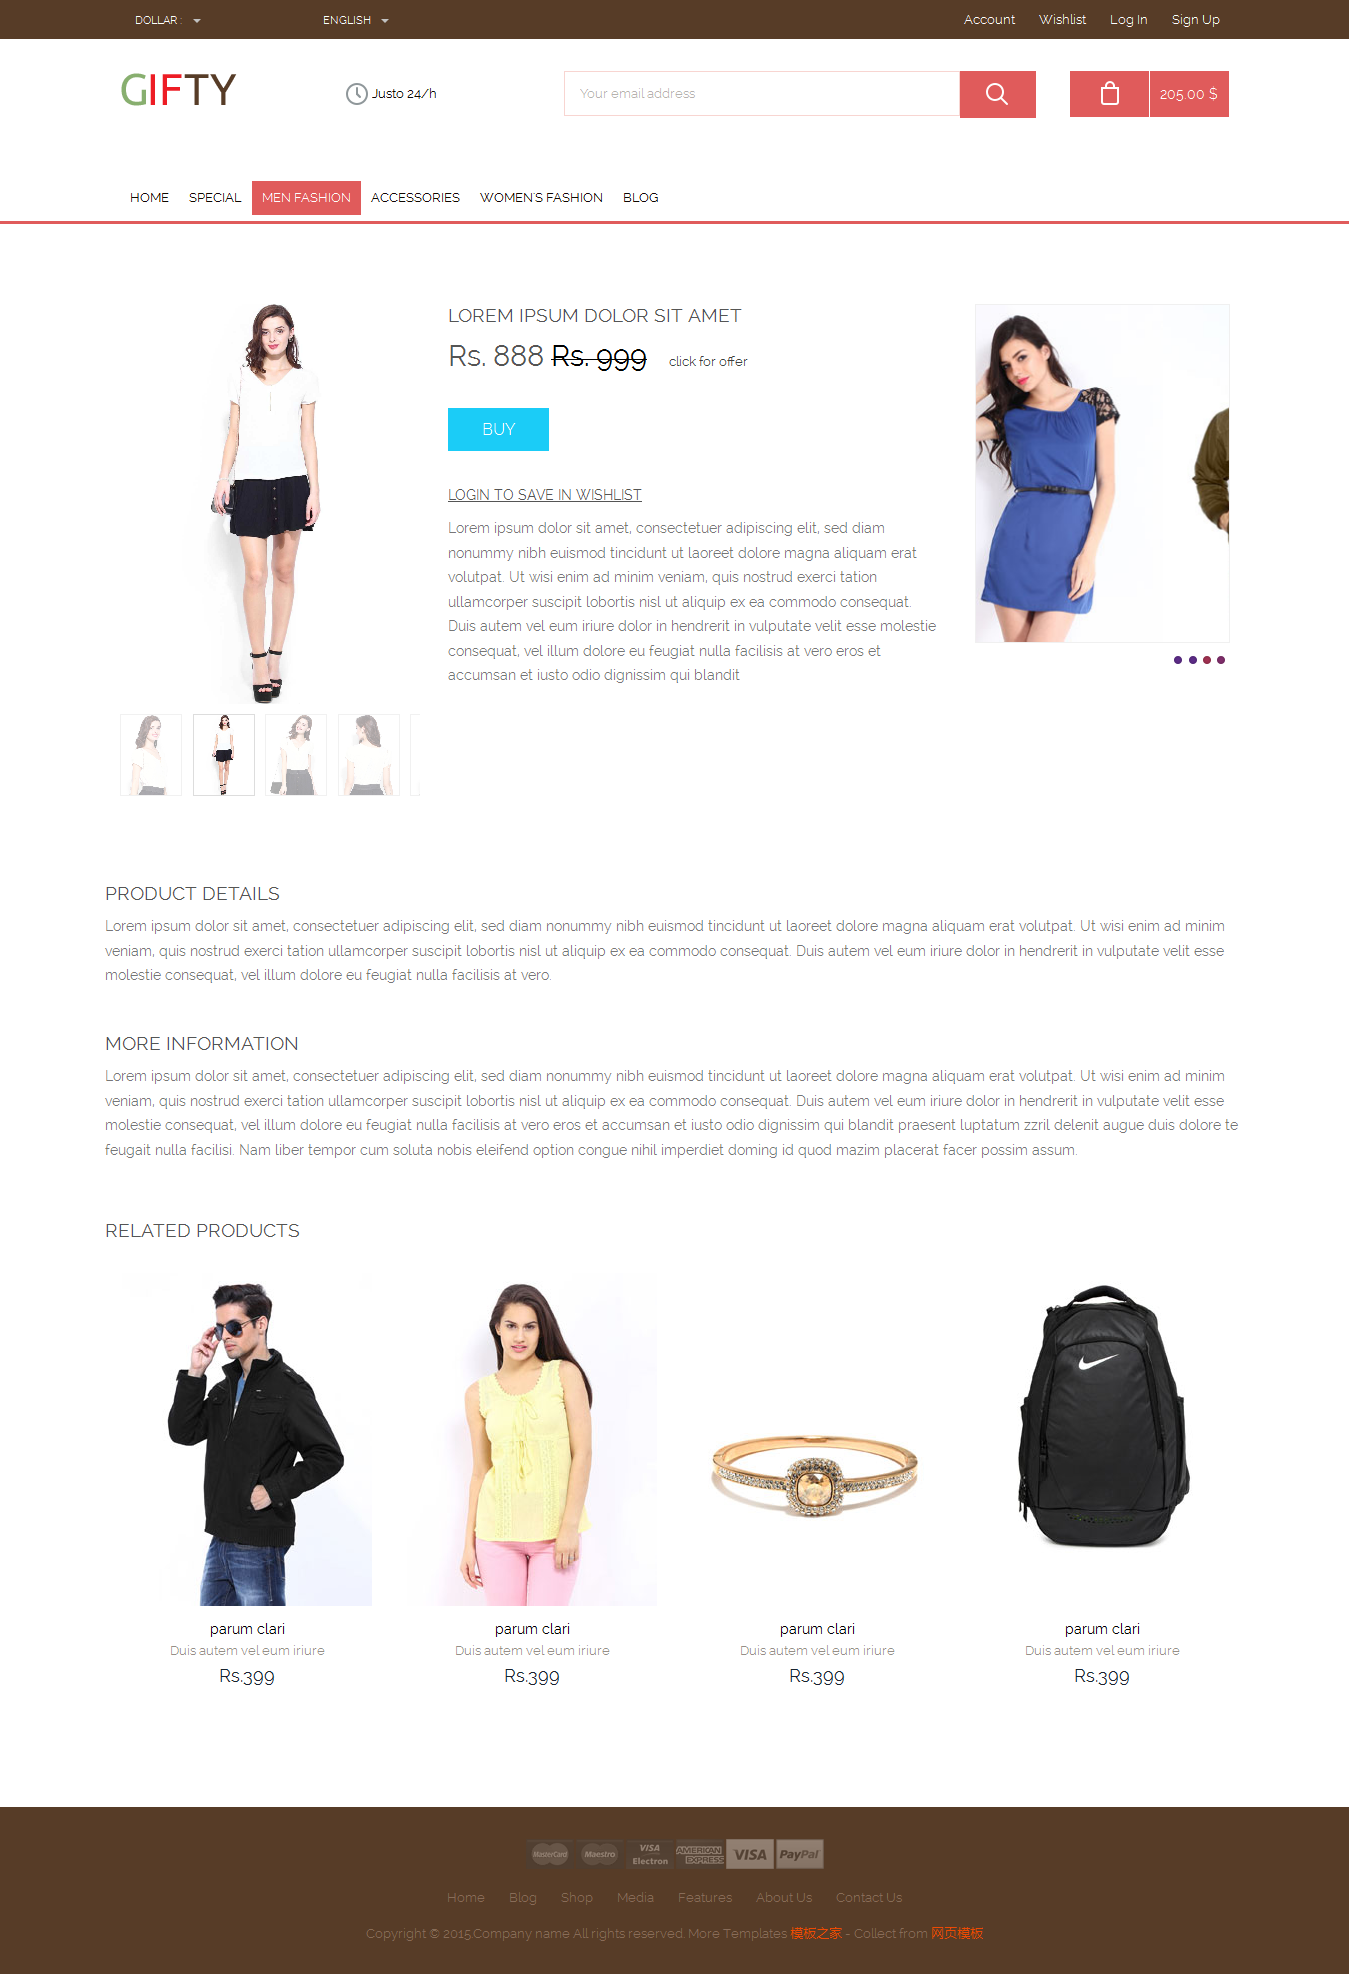 DOLLAR : ENGLISH Account Wishlist Log In Sign Up
GIFTY Justo 24/h Your email address 205.00 $
HOME SPECIAL MEN FASHION ACCESSORIES WOMEN'S FASHION BLOG
LOREM IPSUM DOLOR SIT AMET
Rs. 888 Rs. 999 click for offer
BUY
LOGIN TO SAVE IN WISHLIST
Lorem ipsum dolor sit amet, consectetuer adipiscing elit, sed diam
nonummy nibh euismod tincidunt ut laoreet dolore magna aliquam erat
volutpat. Ut wisi enim ad minim veniam, quis nostrud exerci tation
ullamcorper suscipit lobortis nisl ut aliquip ex ea commodo consequat.
Duis autem vel eum iriure dolor in hendrerit in vulputate velit esse molestie
consequat, vel illum dolore eu feugiat nulla facilisis at vero eros et
accumsan et iusto odio dignissim qui blandit
PRODUCT DETAILS
Lorem ipsum dolor sit amet, consectetuer adipiscing elit, sed diam nonummy nibh euismod tincidunt ut laoreet dolore magna aliquam erat volutpat. Ut wisi enim ad minim
veniam, quis nostrud exerci tation ullamcorper suscipit lobortis nisl ut aliquip ex ea commodo consequat. Duis autem vel eum iriure dolor in hendrerit in vulputate velit esse
molestie consequat, vel illum dolore eu feugiat nulla facilisis at vero.
MORE INFORMATION
Lorem ipsum dolor sit amet, consectetuer adipiscing elit, sed diam nonummy nibh euismod tincidunt ut laoreet dolore magna aliquam erat volutpat. Ut wisi enim ad minim
veniam, quis nostrud exerci tation ullamcorper suscipit lobortis nisl ut aliquip ex ea commodo consequat. Duis autem vel eum iriure dolor in hendrerit in vulputate velit esse
molestie consequat, vel illum dolore eu feugiat nulla facilisis at vero eros et accumsan et iusto odio dignissim qui blandit praesent luptatum zzril delenit augue duis dolore te
feugait nulla facilisi. Nam liber tempor cum soluta nobis eleifend option congue nihil imperdiet doming id quod mazim placerat facer possim assum.
RELATED PRODUCTS
parum clari parum clari parum clari parum clari
Duis autem vel eum iriure Duis autem vel eum iriure Duis autem vel eum iriure Duis autem vel eum iriure
Rs.399 Rs.399 Rs.399 Rs.399
MasterCard Maestro VISA Electron AMERICAN EXPRESS VISA PayPal
Home Blog Shop Media Features About Us Contact Us
Copyright © 2015.Company name All rights reserved. More Templates 模板之家 - Collect from 网页模板